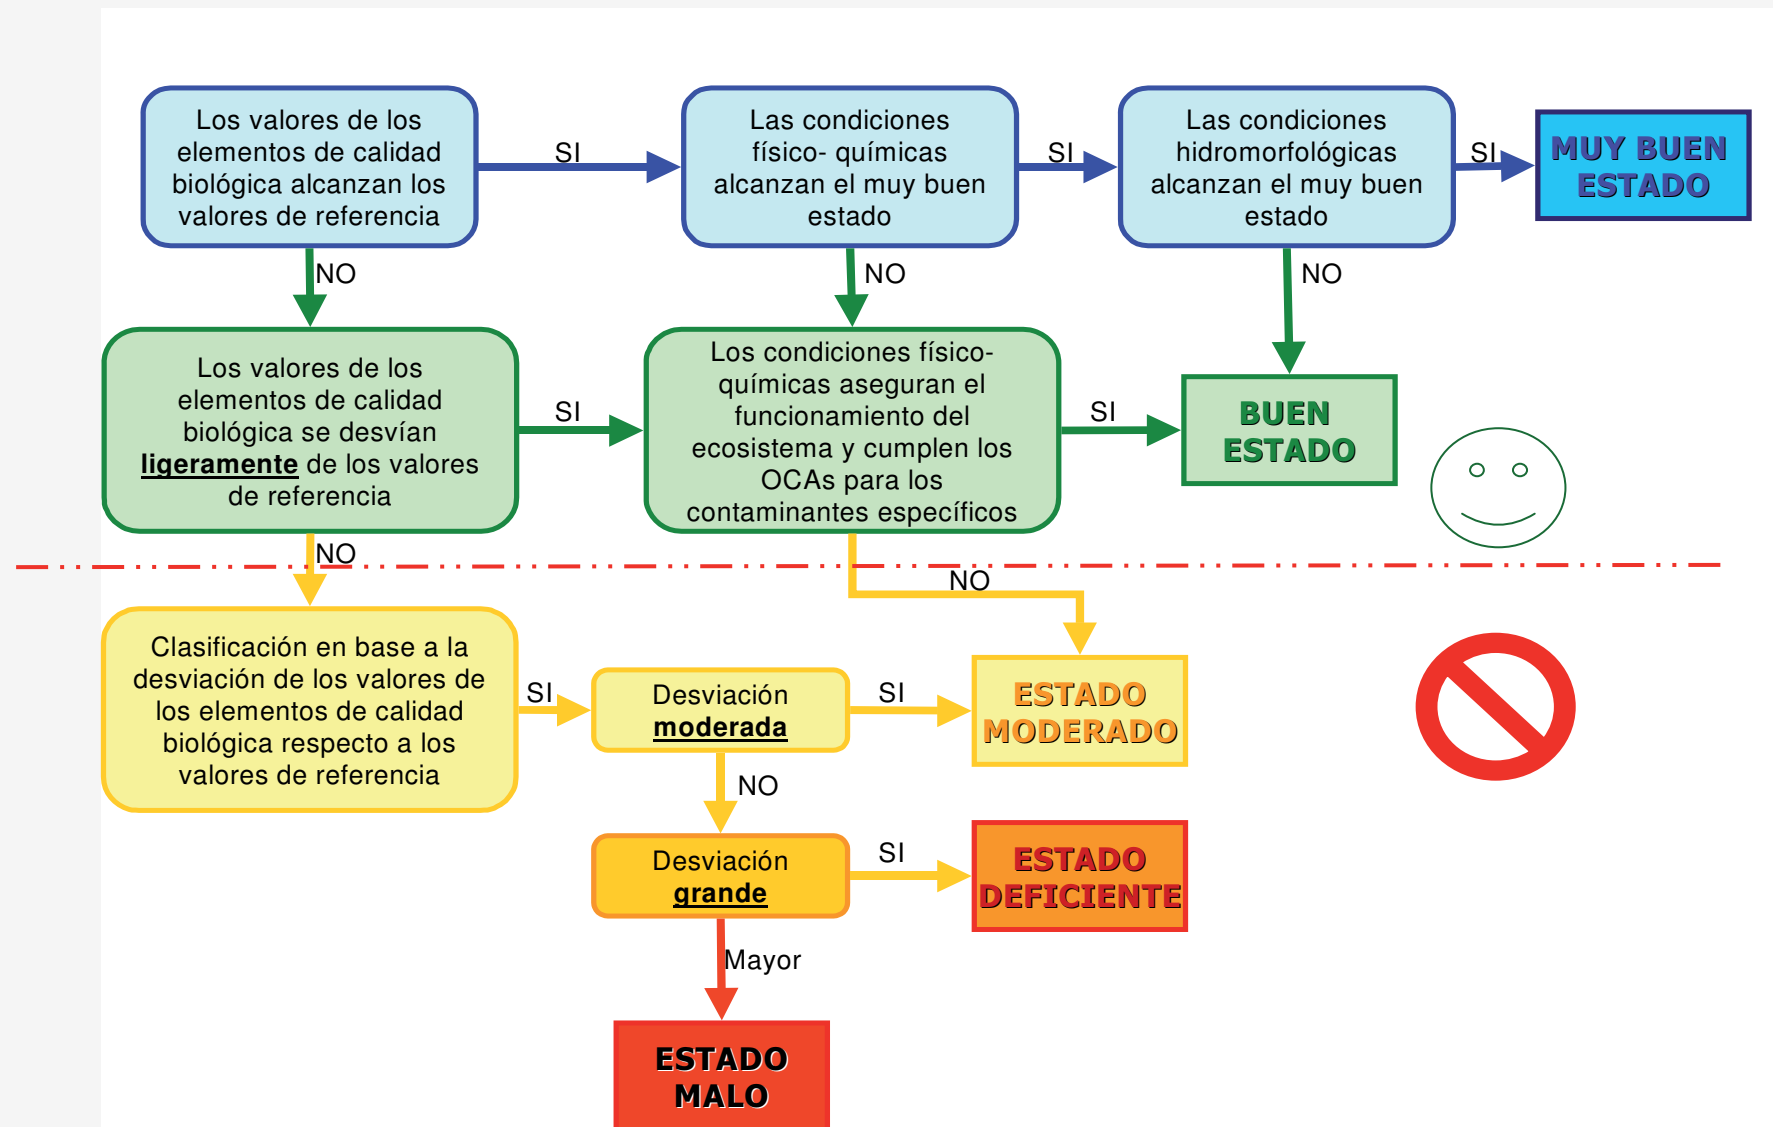 Los valores de los
elementos de calidad
biológica alcanzan los
valores de referencia
SI
Las condiciones
físico- químicas
alcanzan el muy buen
estado
SI
Las condiciones
hidromorfológicas
alcanzan el muy buen
estado
SI
MUY BUEN
ESTADO
NO
NO
NO
Los valores de los
elementos de calidad
biológica se desvían
ligeramente de los valores
de referencia
SI
Los condiciones físico-
químicas aseguran el
funcionamiento del
ecosistema y cumplen los
OCAs para los
contaminantes específicos
SI
BUEN
ESTADO
NO
NO
Clasificación en base a la
desviación de los valores de
los elementos de calidad
biológica respecto a los
valores de referencia
SI
Desviación
moderada
SI
ESTADO
MODERADO
NO
Desviación
grande
SI
ESTADO
DEFICIENTE
Mayor
ESTADO
MALO